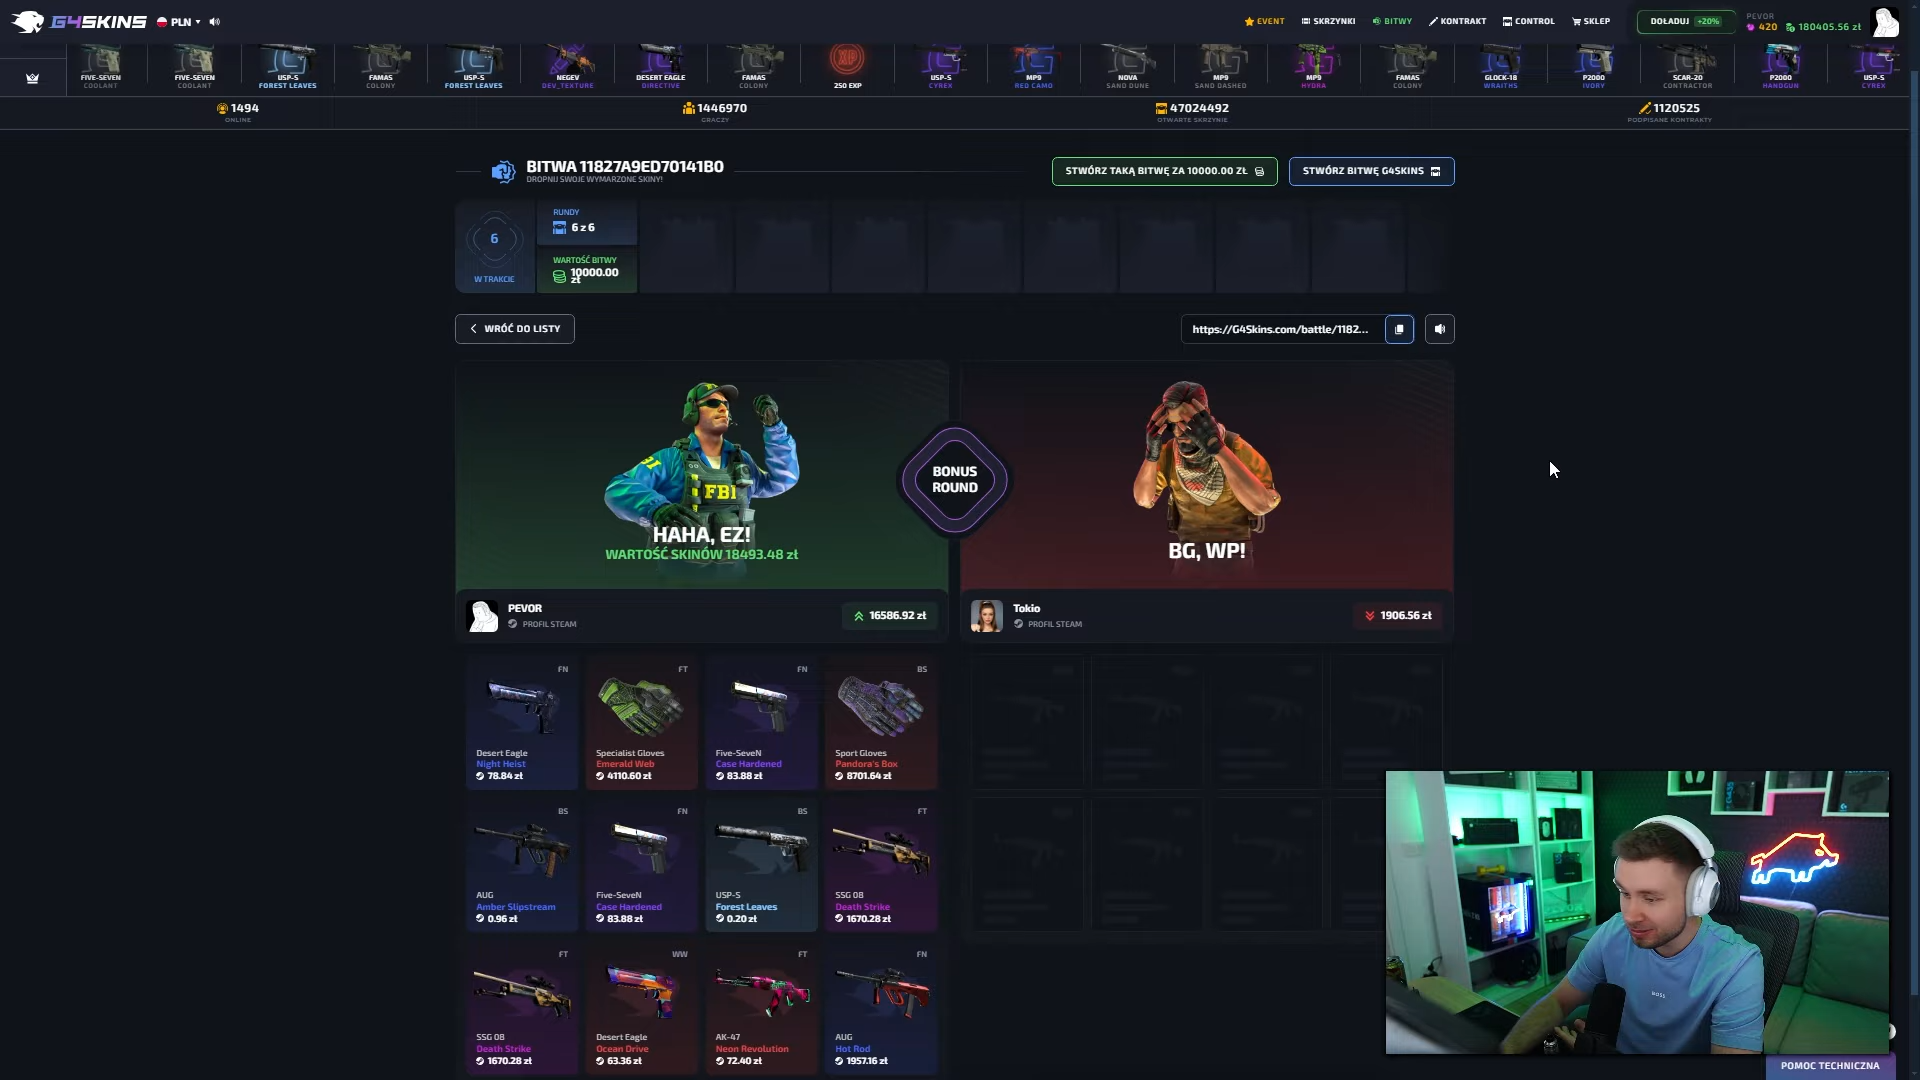 G4SKINS
PLN
EVENT
SKRZYNKI
BITWY
KONTRAKT
CONTROL
SKLEP
DOŁADUJ +20%
PEVOR
420 180405.56 zł
FIVE-SEVEN
COOLANT
FIVE-SEVEN
COOLANT
USP-S
FOREST LEAVES
FAMAS
COLONY
USP-S
FOREST LEAVES
NEGEV
DEV_TEXTURE
DESERT EAGLE
DIRECTIVE
FAMAS
COLONY
XP
250 EXP
USP-S
CYREX
MP9
RED CAMO
NOVA
SAND DUNE
MP9
SAND DASHED
MP9
HYDRA
FAMAS
COLONY
GLOCK-18
WRAITHS
P2000
IVORY
SCAR-20
CONTRACTOR
P2000
HANDGUN
USP-S
CYREX
1494
ONLINE
1446970
GRACZY
47024492
OTWARTE SKRZYNIE
1120525
PODPISANE KONTRAKTY
BITWA 11827A9ED70141B0
DROPNIJ SWOJE WYMARZONE SKINY!
STWÓRZ TAKĄ BITWĘ ZA 10000.00 ZŁ
STWÓRZ BITWĘ G4SKINS
6
W TRAKCIE
RUNDY
6 z 6
WARTOŚĆ BITWY
10000.00
zł
WRÓĆ DO LISTY
https://G4Skins.com/battle/1182...
FBI
HAHA, EZ!
WARTOŚĆ SKINÓW 18493.48 zł
BONUS
ROUND
BG, WP!
PEVOR
PROFIL STEAM
16586.92 zł
Tokio
PROFIL STEAM
1906.56 zł
FN
Desert Eagle
Night Heist
78.84 zł
FT
Specialist Gloves
Emerald Web
4110.60 zł
FN
Five-SeveN
Case Hardened
83.88 zł
BS
Sport Gloves
Pandora's Box
8701.64 zł
BS
AUG
Amber Slipstream
0.96 zł
FN
Five-SeveN
Case Hardened
83.88 zł
BS
USP-S
Forest Leaves
0.20 zł
FT
SSG 08
Death Strike
1670.28 zł
FT
SSG 08
Death Strike
1670.28 zł
WW
Desert Eagle
Ocean Drive
63.36 zł
FT
AK-47
Neon Revolution
72.40 zł
FN
AUG
Hot Rod
1957.16 zł
BOSS
POMOC TECHNICZNA